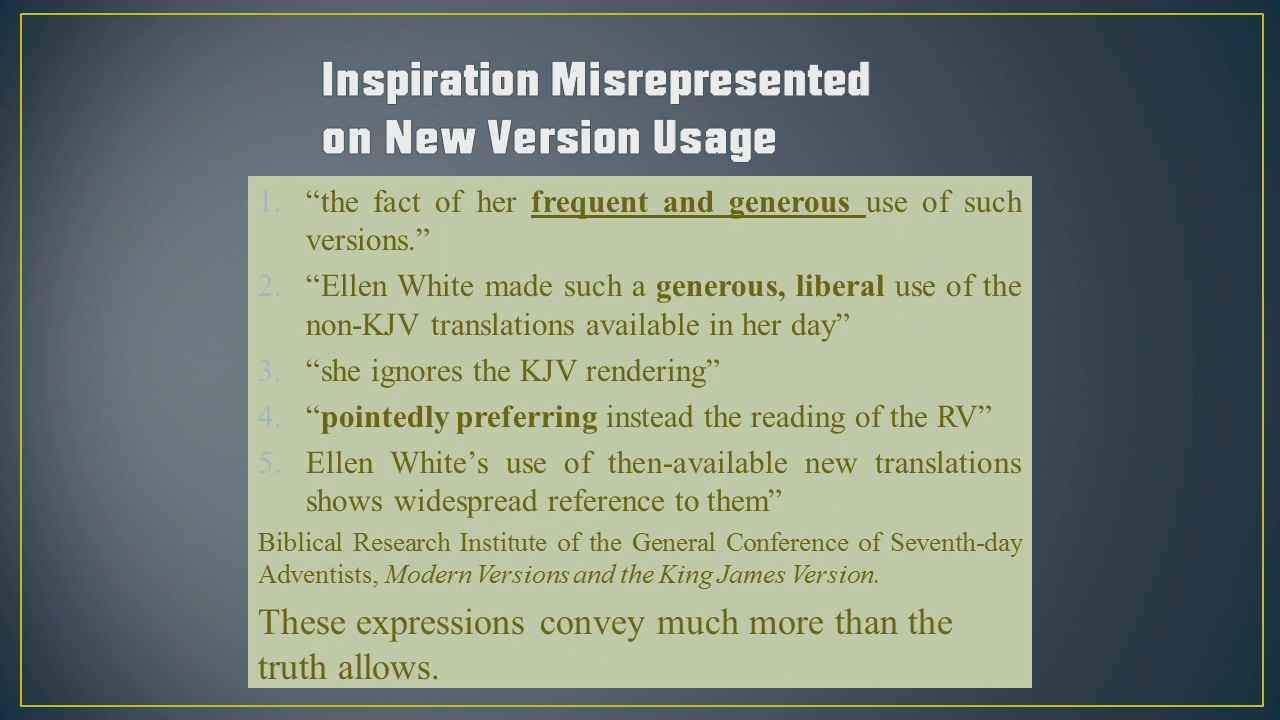 Inspiration Misrepresented
on New Version Usage
1. “the fact of her frequent and generous use of such
versions.”
2. “Ellen White made such a generous, liberal use of the
non-KJV translations available in her day”
3. “she ignores the KJV rendering”
4. “pointedly preferring instead the reading of the RV”
5. Ellen White’s use of then-available new translations
shows widespread reference to them”
Biblical Research Institute of the General Conference of Seventh-day
Adventists, Modern Versions and the King James Version.
These expressions convey much more than the
truth allows.